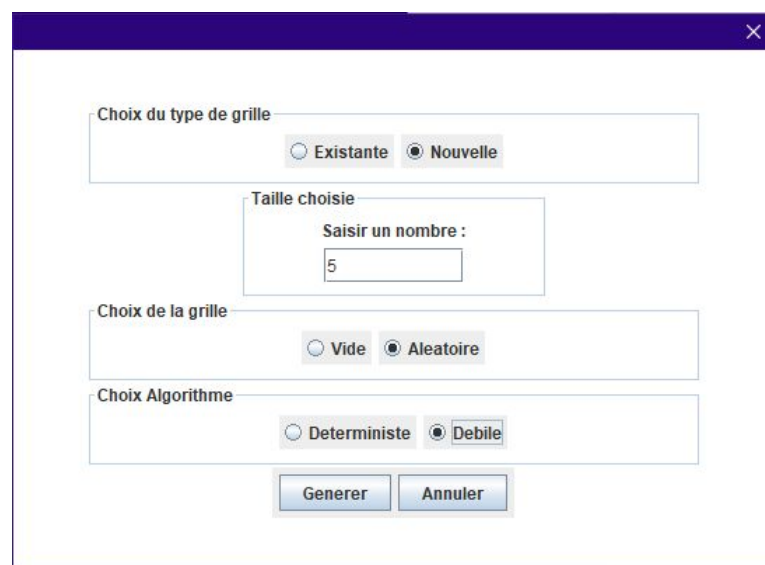 Choix du type de grille
Existante Nouvelle
Taille choisie
Saisir un nombre :
5
Choix de la grille
Vide Aleatoire
Choix Algorithme
Deterministe Debile
Generer Annuler